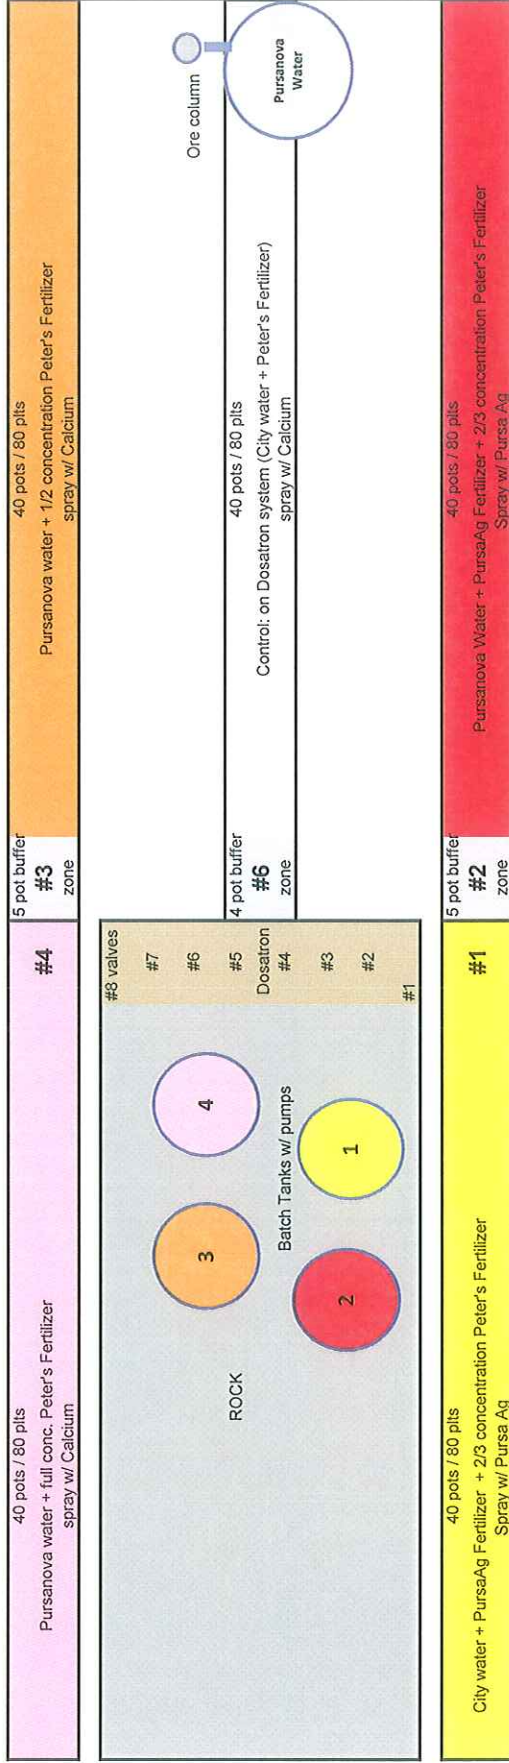 40 pots / 80 plts
Pursanova water + full conc. Peter's Fertilizer
spray w/ Calcium
#4
5 pot buffer
#3
zone
40 pots / 80 plts
Pursanova water + 1/2 concentration Peter's Fertilizer
spray w/ Calcium
ROCK
3
4
2
1
Batch Tanks w/ pumps
#8 valves
#7
#6
#5
Dosatron
#4
#3
#2
#1
4 pot buffer
#6
zone
40 pots / 80 plts
Control: on Dosatron system (City water + Peter's Fertilizer)
spray w/ Calcium
Ore column
Pursanova
Water
40 pots / 80 plts
City water + PursaAg Fertilizer + 2/3 concentration Peter's Fertilizer
Spray w/ Pursa Ag
#1
5 pot buffer
#2
zone
40 pots / 80 plts
Pursanova Water + PursaAg Fertilizer + 2/3 concentration Peter's Fertilizer
Spray w/ Pursa Ag